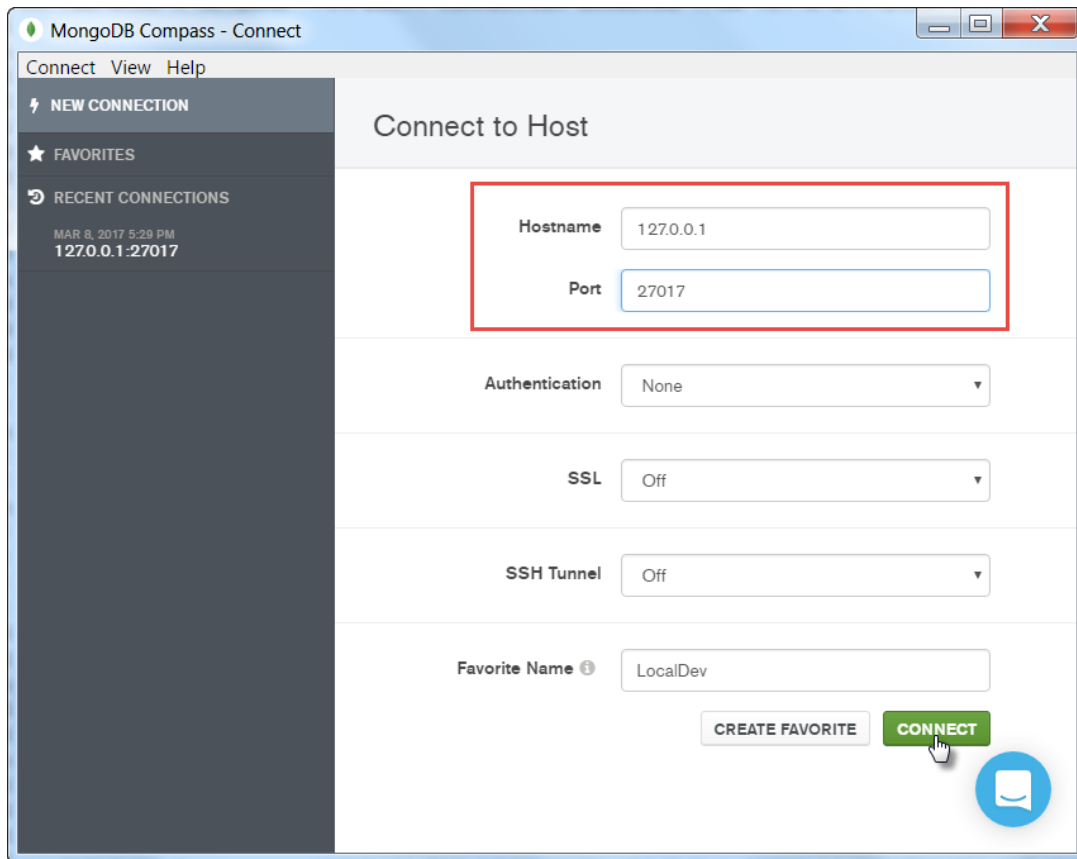 MongoDB Compass - Connect
Connect View Help
NEW CONNECTION
FAVORITES
RECENT CONNECTIONS
MAR 8, 2017 5:29 PM
127.0.0.1:27017
Connect to Host
Hostname 127.0.0.1
Port 27017
Authentication None
SSL Off
SSH Tunnel Off
Favorite Name LocalDev
CREATE FAVORITE CONNECT